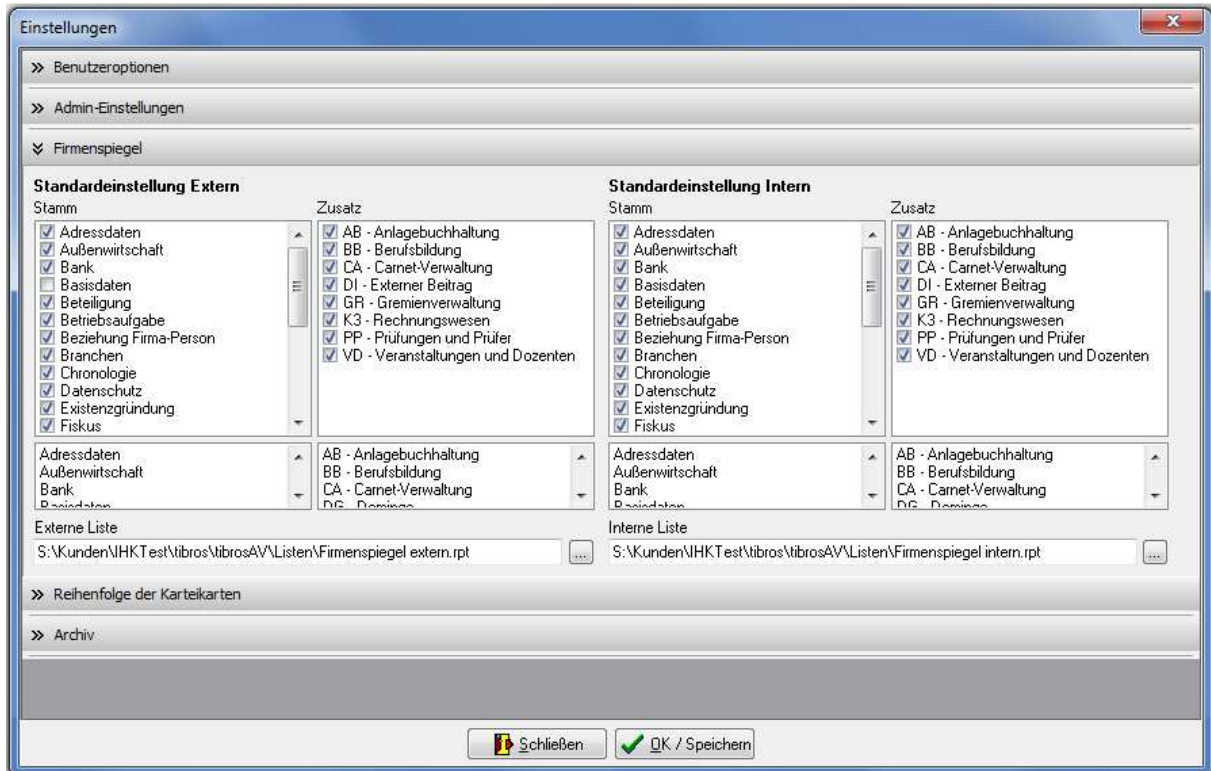 Einstellungen
Benutzeroptionen
Admin-Einstellungen
Firmenspiegel
Standardeinstellung Extern
Stamm
Zusatz
Adressdaten
Außenwirtschaft
Bank
Basisdaten
Beteiligung
Betriebsaufgabe
Beziehung Firma-Person
Branchen
Chronologie
Datenschutz
Existenzgründung
Fiskus
AB - Anlagebuchhaltung
BB - Berufsbildung
CA - Carnet-Verwaltung
DI - Externer Beitrag
GR - Gremienverwaltung
K3 - Rechnungswesen
PP - Prüfungen und Prüfer
VD - Veranstaltungen und Dozenten
Adressdaten
Außenwirtschaft
Bank
Basisdaten
AB - Anlagebuchhaltung
BB - Berufsbildung
CA - Carnet-Verwaltung
DG - Domingo
Externe Liste
S:\Kunden\IHKTest\tibros\tibrosAV\Listen\Firmenspiegel extern.rpt
...
Standardeinstellung Intern
Stamm
Zusatz
Adressdaten
Außenwirtschaft
Bank
Basisdaten
Beteiligung
Betriebsaufgabe
Beziehung Firma-Person
Branchen
Chronologie
Datenschutz
Existenzgründung
Fiskus
AB - Anlagebuchhaltung
BB - Berufsbildung
CA - Carnet-Verwaltung
DI - Externer Beitrag
GR - Gremienverwaltung
K3 - Rechnungswesen
PP - Prüfungen und Prüfer
VD - Veranstaltungen und Dozenten
Adressdaten
Außenwirtschaft
Bank
Basisdaten
AB - Anlagebuchhaltung
BB - Berufsbildung
CA - Carnet-Verwaltung
DG - Domingo
Interne Liste
S:\Kunden\IHKTest\tibros\tibrosAV\Listen\Firmenspiegel intern.rpt
...
Reihenfolge der Karteikarten
Archiv
Schließen
OK / Speichern